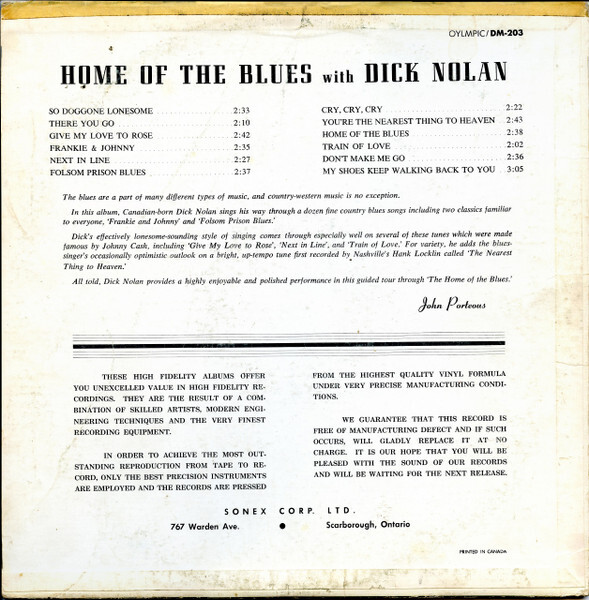 OYLMPIC/DM-203
HOME OF THE BLUES with DICK NOLAN
SO DOGGONE LONESOME 2:33
THERE YOU GO 2:10
GIVE MY LOVE TO ROSE 2:42
FRANKIE & JOHNNY 2:35
NEXT IN LINE 2:27
FOLSOM PRISON BLUES 2:37
CRY, CRY, CRY 2:22
YOU'RE THE NEAREST THING TO HEAVEN 2:43
HOME OF THE BLUES 2:38
TRAIN OF LOVE 2:02
DON'T MAKE ME GO 2:36
MY SHOES KEEP WALKING BACK TO YOU 3:05
The blues are a part of many different types of music, and country-western music is no exception.
In this album, Canadian-born Dick Nolan sings his way through a dozen fine country blues songs including two classics familiar
to everyone, 'Frankie and Johnny' and 'Folsom Prison Blues.'
Dick's effectively lonesome-sounding style of singing comes through especially well on several of these tunes which were made
famous by Johnny Cash, including 'Give My Love to Rose', 'Next in Line', and 'Train of Love.' For variety, he adds the blues-
singer's occasionally optimistic outlook on a bright, up-tempo tune first recorded by Nashville's Hank Locklin called 'The Nearest
Thing to Heaven.'
All told, Dick Nolan provides a highly enjoyable and polished performance in this guided tour through 'The Home of the Blues.'
John Porteous
THESE HIGH FIDELITY ALBUMS OFFER
YOU UNEXCELLED VALUE IN HIGH FIDELITY RE-
CORDINGS. THEY ARE THE RESULT OF A COM-
BINATION OF SKILLED ARTISTS, MODERN ENGI-
NEERING TECHNIQUES AND THE VERY FINEST
RECORDING EQUIPMENT.
IN ORDER TO ACHIEVE THE MOST OUT-
STANDING REPRODUCTION FROM TAPE TO RE-
CORD, ONLY THE BEST PRECISION INSTRUMENTS
ARE EMPLOYED AND THE RECORDS ARE PRESSED
FROM THE HIGHEST QUALITY VINYL FORMULA
UNDER VERY PRECISE MANUFACTURING CONDI-
TIONS.
WE GUARANTEE THAT THIS RECORD IS
FREE OF MANUFACTURING DEFECT AND IF SUCH
OCCURS, WILL GLADLY REPLACE IT AT NO
CHARGE. IT IS OUR HOPE THAT YOU WILL BE
PLEASED WITH THE SOUND OF OUR RECORDS
AND WILL BE WAITING FOR THE NEXT RELEASE.
SONEX CORP. LTD.
767 Warden Ave. ● Scarborough, Ontario
PRINTED IN CANADA